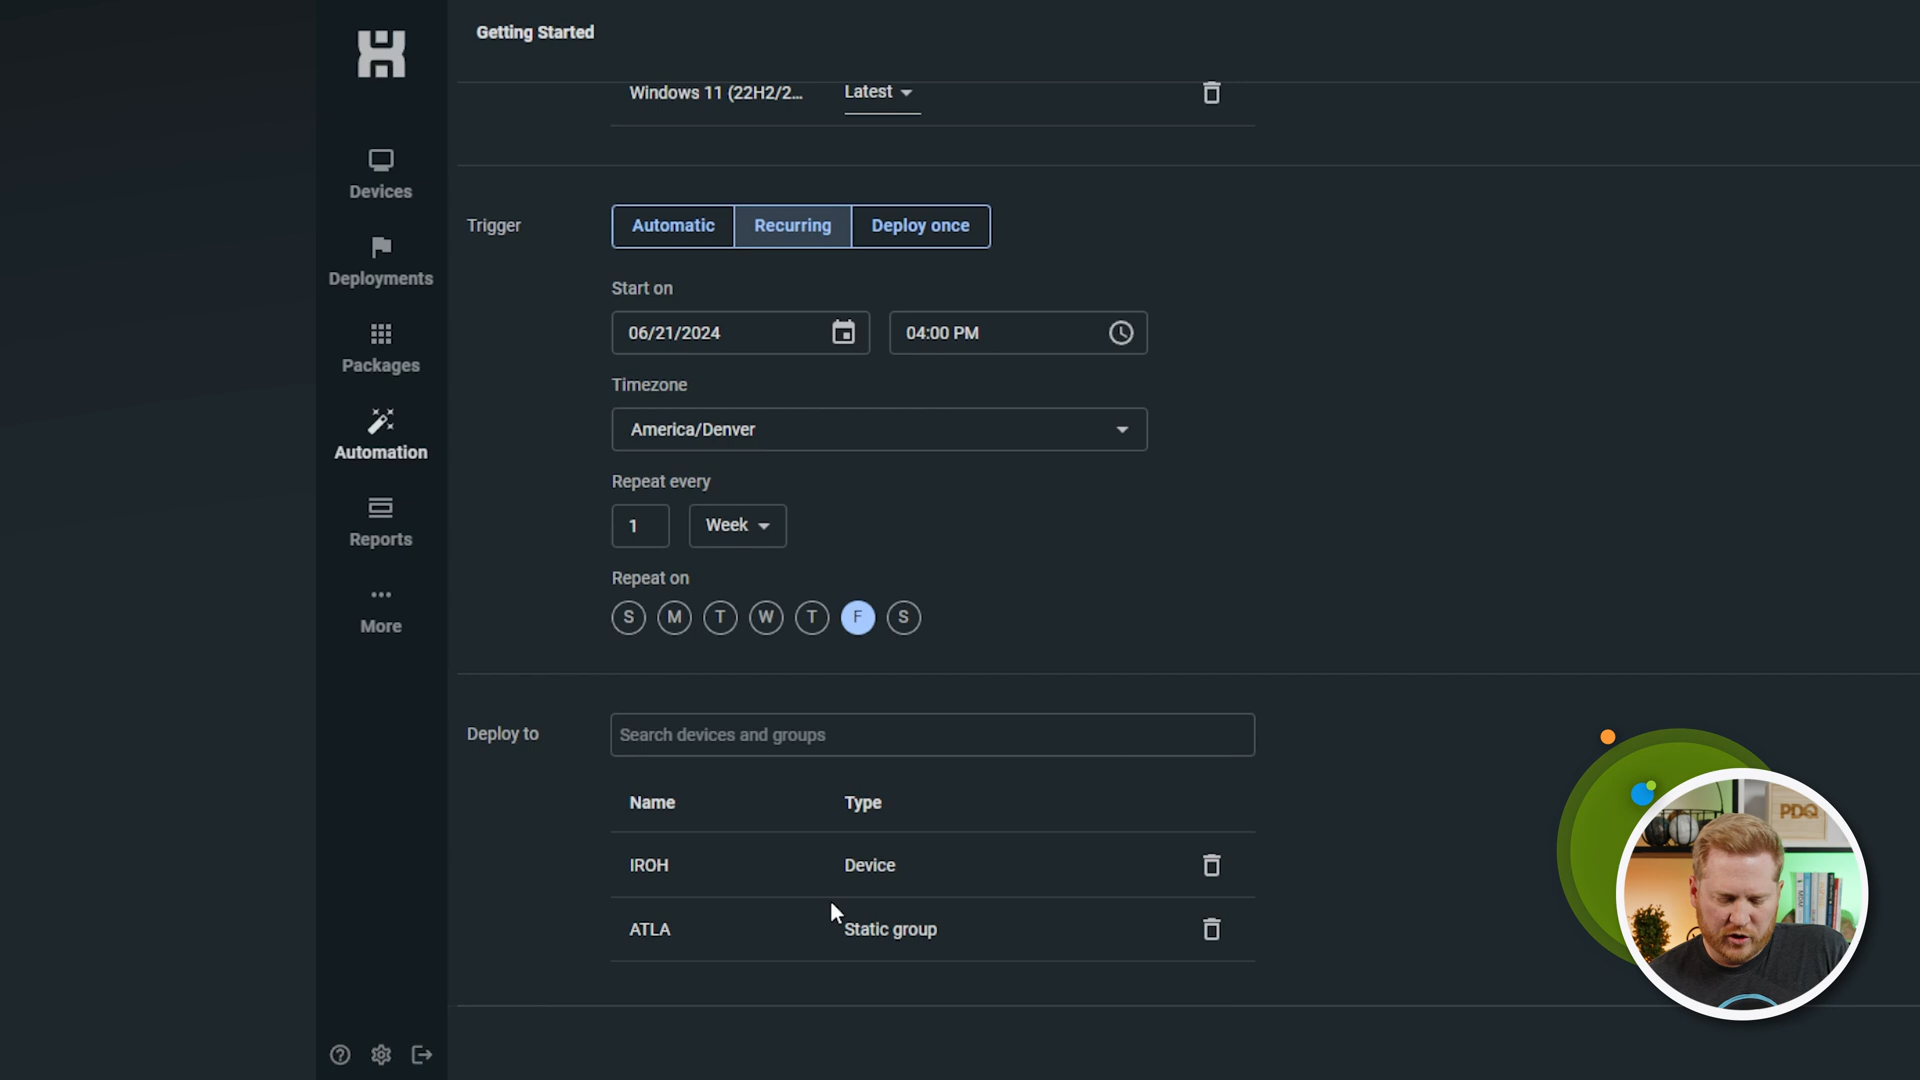 Getting Started
Windows 11 (22H2/2... Latest
Devices
Deployments
Packages
Automation
Reports
More
Trigger
Automatic Recurring Deploy once
Start on
06/21/2024 04:00 PM
Timezone
America/Denver
Repeat every
1 Week
Repeat on
S M T W T F S
Deploy to
Search devices and groups
Name Type
IROH Device
ATLA Static group
PDQ